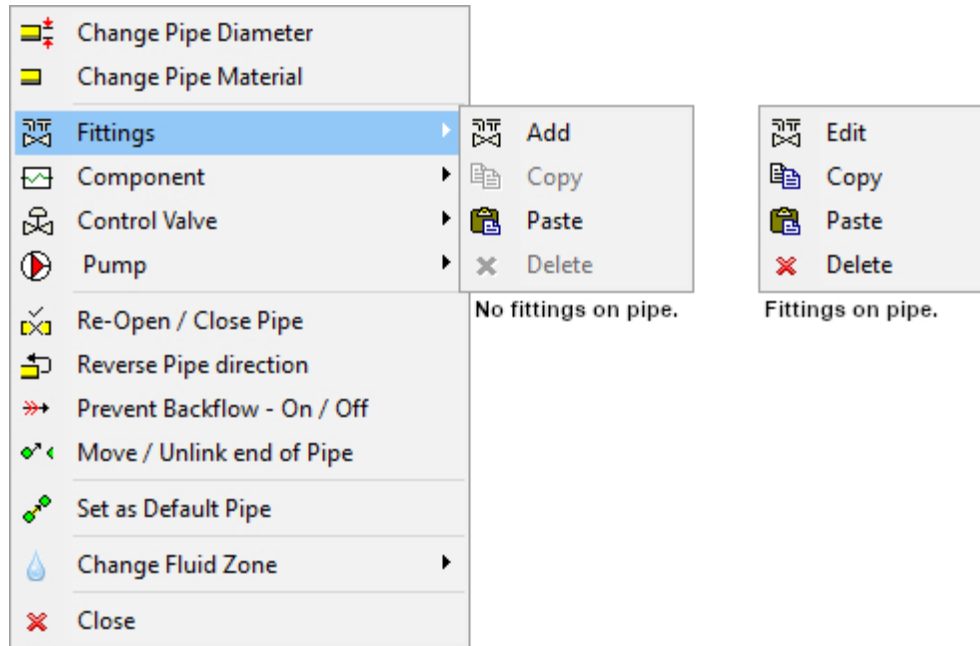 Change Pipe Diameter
Change Pipe Material
Fittings
Component
Control Valve
Pump
Re-Open / Close Pipe
Reverse Pipe direction
Prevent Backflow - On / Off
Move / Unlink end of Pipe
Set as Default Pipe
Change Fluid Zone
Close
Add
Copy
Paste
Delete
No fittings on pipe.
Edit
Copy
Paste
Delete
Fittings on pipe.